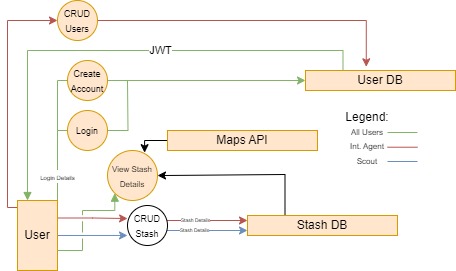 CRUD
Users
JWT
Create
Account
User DB
Legend:
All Users
Int. Agent
Scout
Login
Maps API
View Stash
Details
Login Details
User
CRUD
Stash
Stash Details
Stash Details
Stash DB